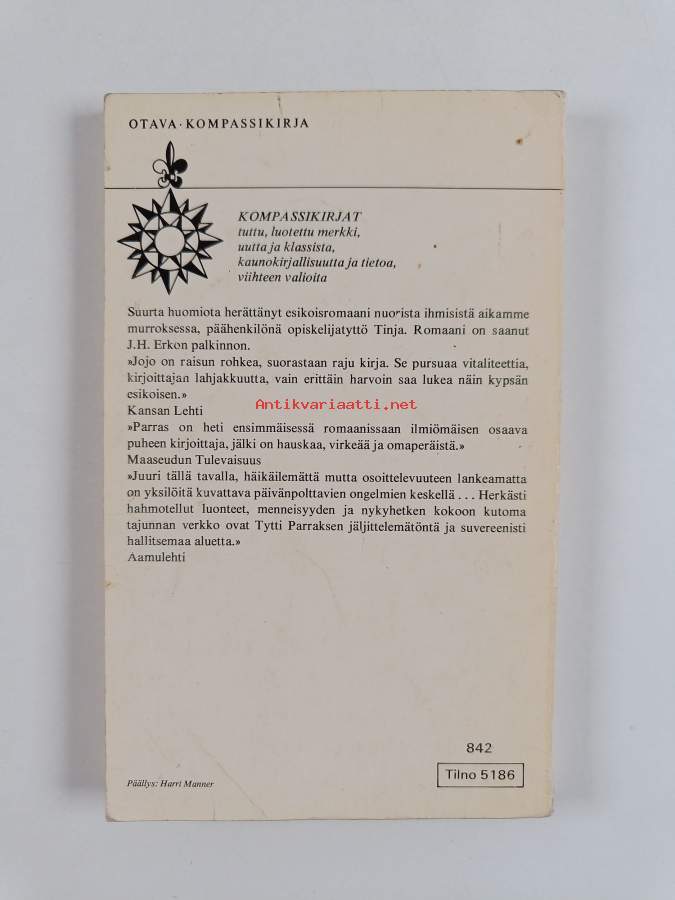 OTAVA · KOMPASSIKIRJA
KOMPASSIKIRJAT
tuttu, luotettu merkki,
uutta ja klassista,
kaunokirjallisuutta ja tietoa,
viihteen valioita
Suurta huomiota herättänyt esikoisromaani nuorista ihmisistä aikamme
murroksessa, päähenkilönä opiskelijatyttö Tinja. Romaani on saanut
J.H. Erkon palkinnon.
»Jojo on raisun rohkea, suorastaan raju kirja. Se pursuaa vitaliteettia,
kirjoittajan lahjakkuutta, vain erittäin harvoin saa lukea näin kypsän
esikoisen.»
Antikvariaatti.net
Kansan Lehti
»Parras on heti ensimmäisessä romaanissaan ilmiömäisen osaava
puheen kirjoittaja, jälki on hauskaa, virkeää ja omaperäistä.»
Maaseudun Tulevaisuus
»Juuri tällä tavalla, häikäilemättä mutta osoittelevuuteen lankeamatta
on yksilöitä kuvattava päivänpolttavien ongelmien keskellä . . . Herkästi
hahmotellut luonteet, menneisyyden ja nykyhetken kokoon kutoma
tajunnan verkko ovat Tytti Parraksen jäljittelemätöntä ja suvereenisti
hallitsemaa aluetta.»
Aamulehti
842
Tilno 5186
Päällys: Harri Manner